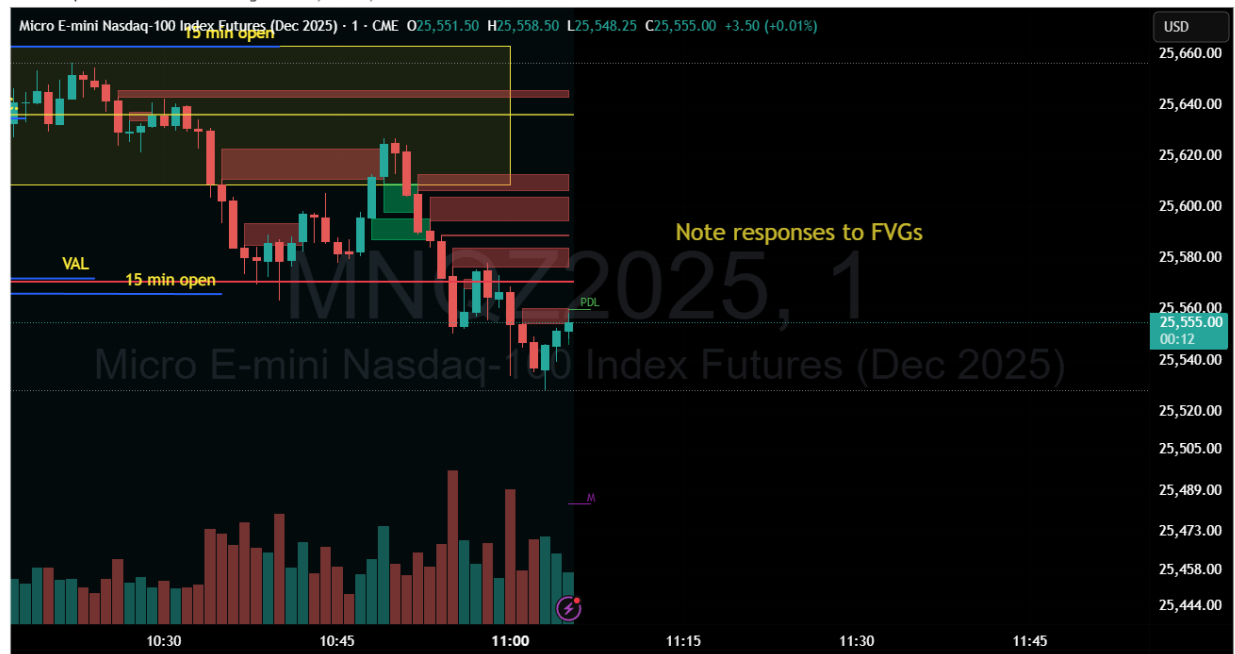 Micro E-mini Nasdaq-100 Index Futures (Dec 2025) · 1 · CME O25,551.50 H25,558.50 L25,548.25 C25,555.00 +3.50 (+0.01%)
USD
15 min open
25,660.00
25,640.00
25,620.00
25,600.00
Note responses to FVGs
25,580.00
VAL
15 min open
MNQZ2025, 1
PDL
25,560.00
25,555.00
00:12
Micro E-mini Nasdaq-100 Index Futures (Dec 2025)
25,540.00
25,520.00
25,505.00
M
25,489.00
25,473.00
25,458.00
25,444.00
10:30 10:45 11:00 11:15 11:30 11:45